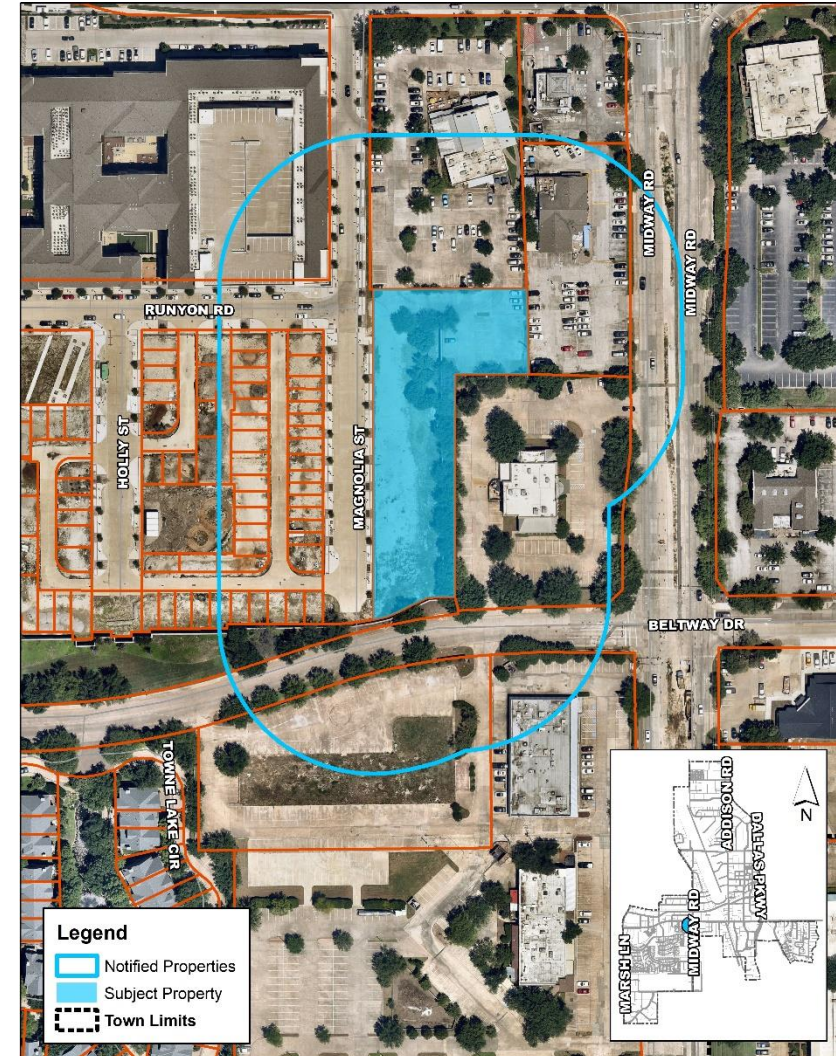 MIDWAY RD
MIDWAY RD
RUNYON RD
HOLLY ST
MAGNOLIA ST
BELTWAY DR
TOWNE LAKE CIR
ADDISON RD
DALLAS PKWY
MIDWAY RD
MARSH LN
N
Legend
Notified Properties
Subject Property
Town Limits